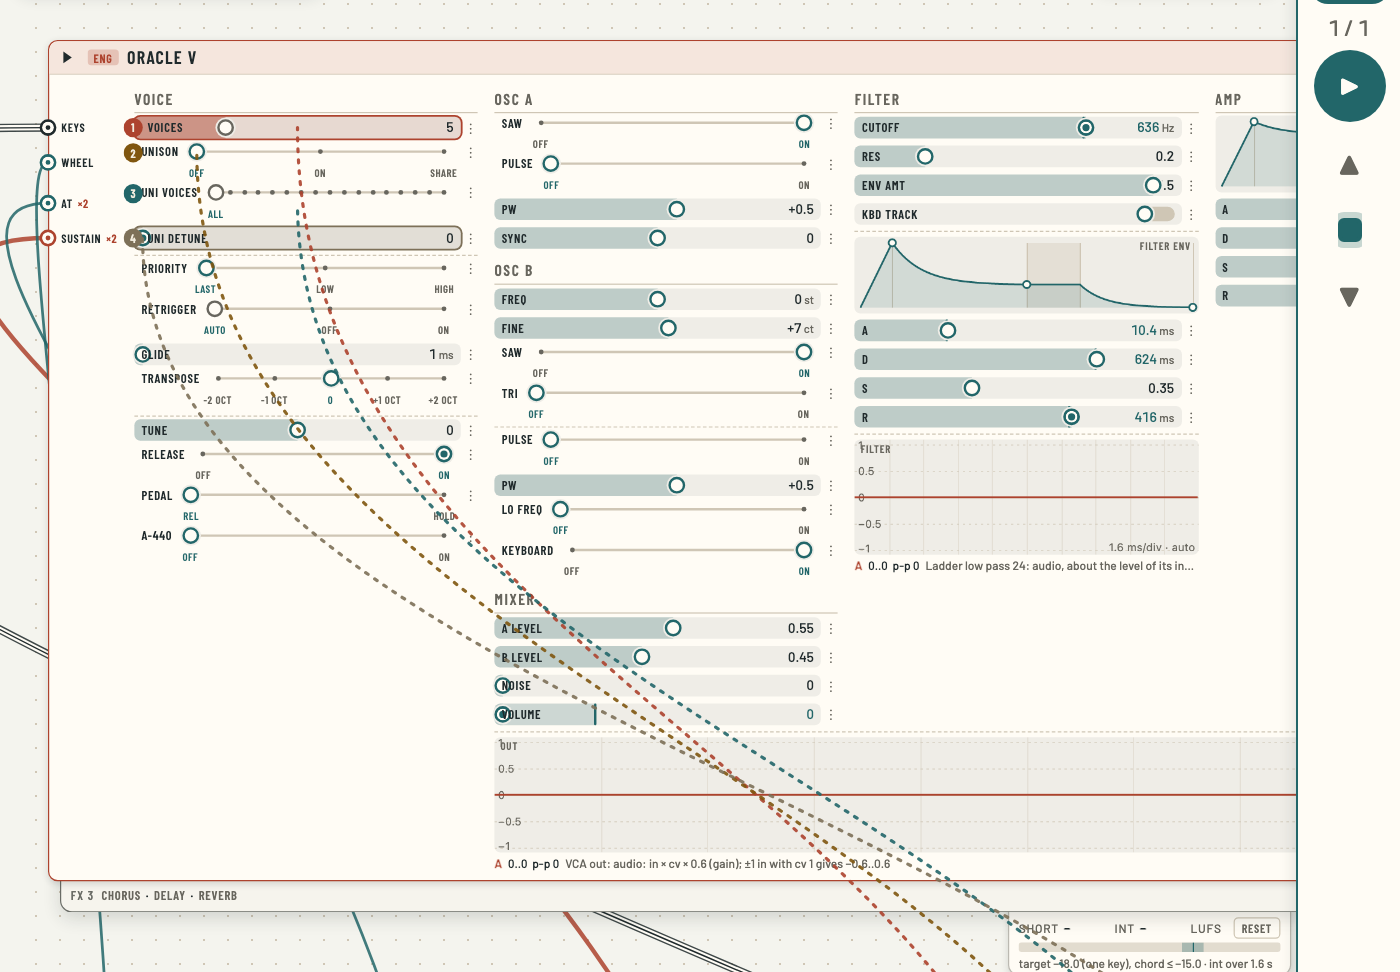 1/1
ENG ORACLE V
KEYS
WHEEL
AT ×2
SUSTAIN ×2
VOICE
1 VOICES 5
2 UNISON
OFF ON SHARE
3 UNI VOICES
ALL
4 UNI DETUNE 0
PRIORITY
LAST LOW HIGH
RETRIGGER
AUTO OFF ON
GLIDE 1 ms
TRANSPOSE
-2 OCT -1 OCT 0 +1 OCT +2 OCT
TUNE 0
RELEASE
OFF ON
PEDAL
REL HOLD
A-440
OFF ON
OSC A
SAW
OFF ON
PULSE
OFF ON
PW +0.5
SYNC 0
OSC B
FREQ 0 st
FINE +7 ct
SAW
OFF ON
TRI
OFF ON
PULSE
OFF ON
PW +0.5
LO FREQ
OFF ON
KEYBOARD
OFF ON
MIXER
A LEVEL 0.55
B LEVEL 0.45
NOISE 0
VOLUME 0
1 OUT
0.5
0
−0.5
−1
A 0..0 p-p 0 VCA out: audio: in × cv × 0.6 (gain); ±1 in with cv 1 gives −0.6..0.6
FILTER
CUTOFF 636 Hz
RES 0.2
ENV AMT .5
KBD TRACK
FILTER ENV
A 10.4 ms
D 624 ms
S 0.35
R 416 ms
1 FILTER
0.5
0
−0.5
−1 1.6 ms/div · auto
A 0..0 p-p 0 Ladder low pass 24: audio, about the level of its in...
AMP
A
D
S
R
FX 3 CHORUS · DELAY · REVERB
SHORT – INT – LUFS RESET
target −18.0 (one key), chord ≤ −15.0 · int over 1.6 s